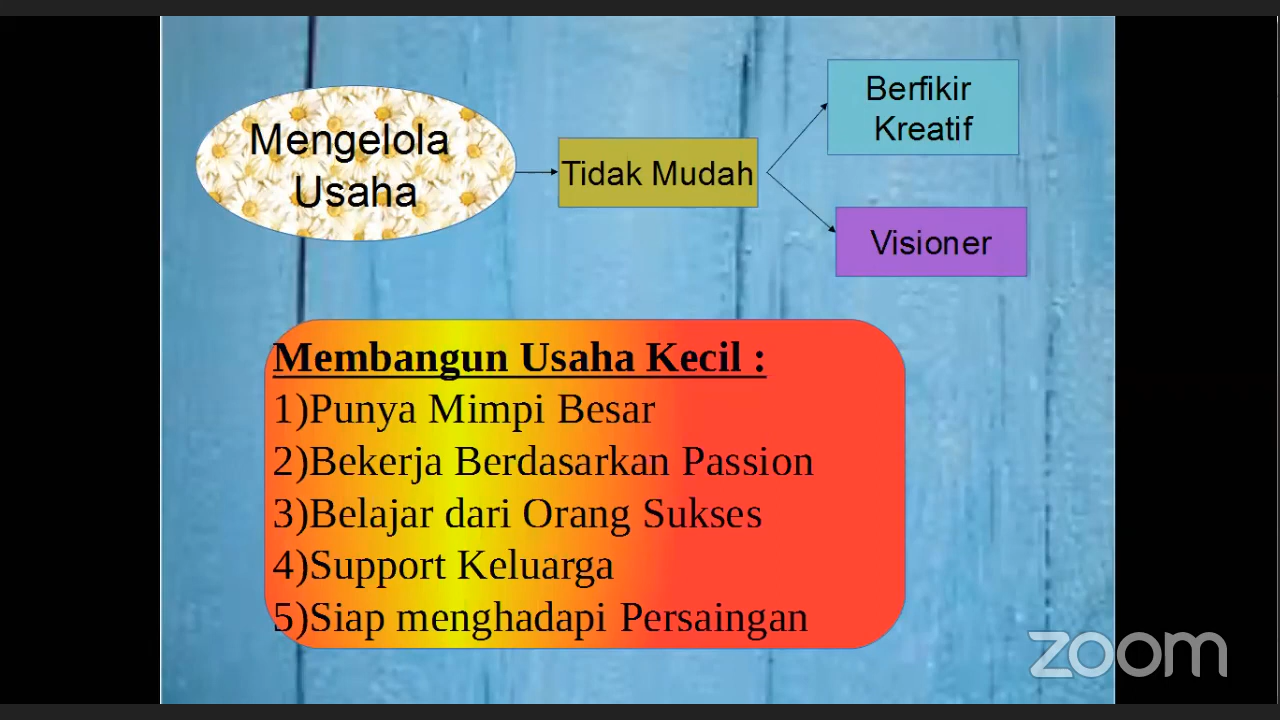 Mengelola
Usaha
Tidak Mudah
Berfikir
Kreatif
Visioner
Membangun Usaha Kecil :
1)Punya Mimpi Besar
2)Bekerja Berdasarkan Passion
3)Belajar dari Orang Sukses
4)Support Keluarga
5)Siap menghadapi Persaingan
zoom